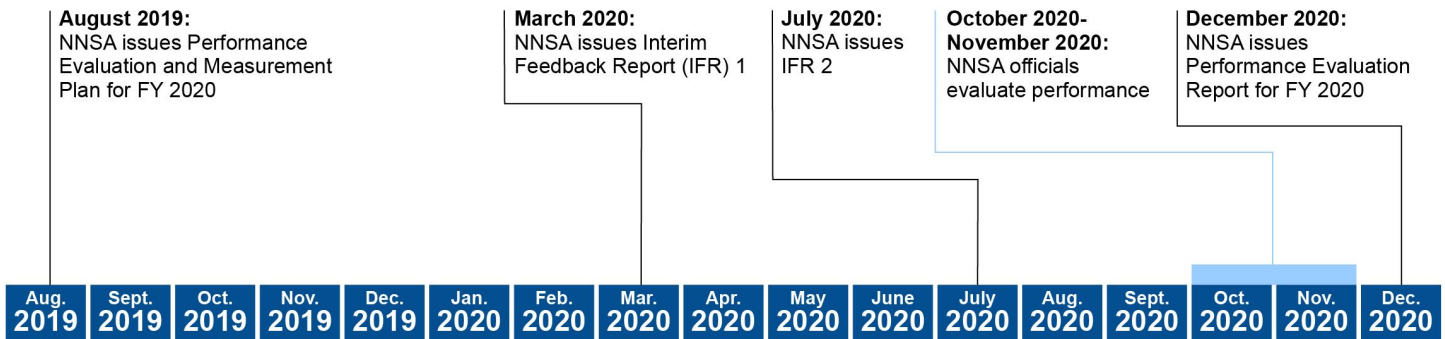 August 2019:
NNSA issues Performance
Evaluation and Measurement
Plan for FY 2020
March 2020:
NNSA issues Interim
Feedback Report (IFR) 1
July 2020:
NNSA issues
IFR 2
October 2020-
November 2020:
NNSA officials
evaluate performance
December 2020:
NNSA issues
Performance Evaluation
Report for FY 2020
Aug.
2019
Sept.
2019
Oct.
2019
Nov.
2019
Dec.
2019
Jan.
2020
Feb.
2020
Mar.
2020
Apr.
2020
May
2020
June
2020
July
2020
Aug.
2020
Sept.
2020
Oct.
2020
Nov.
2020
Dec.
2020